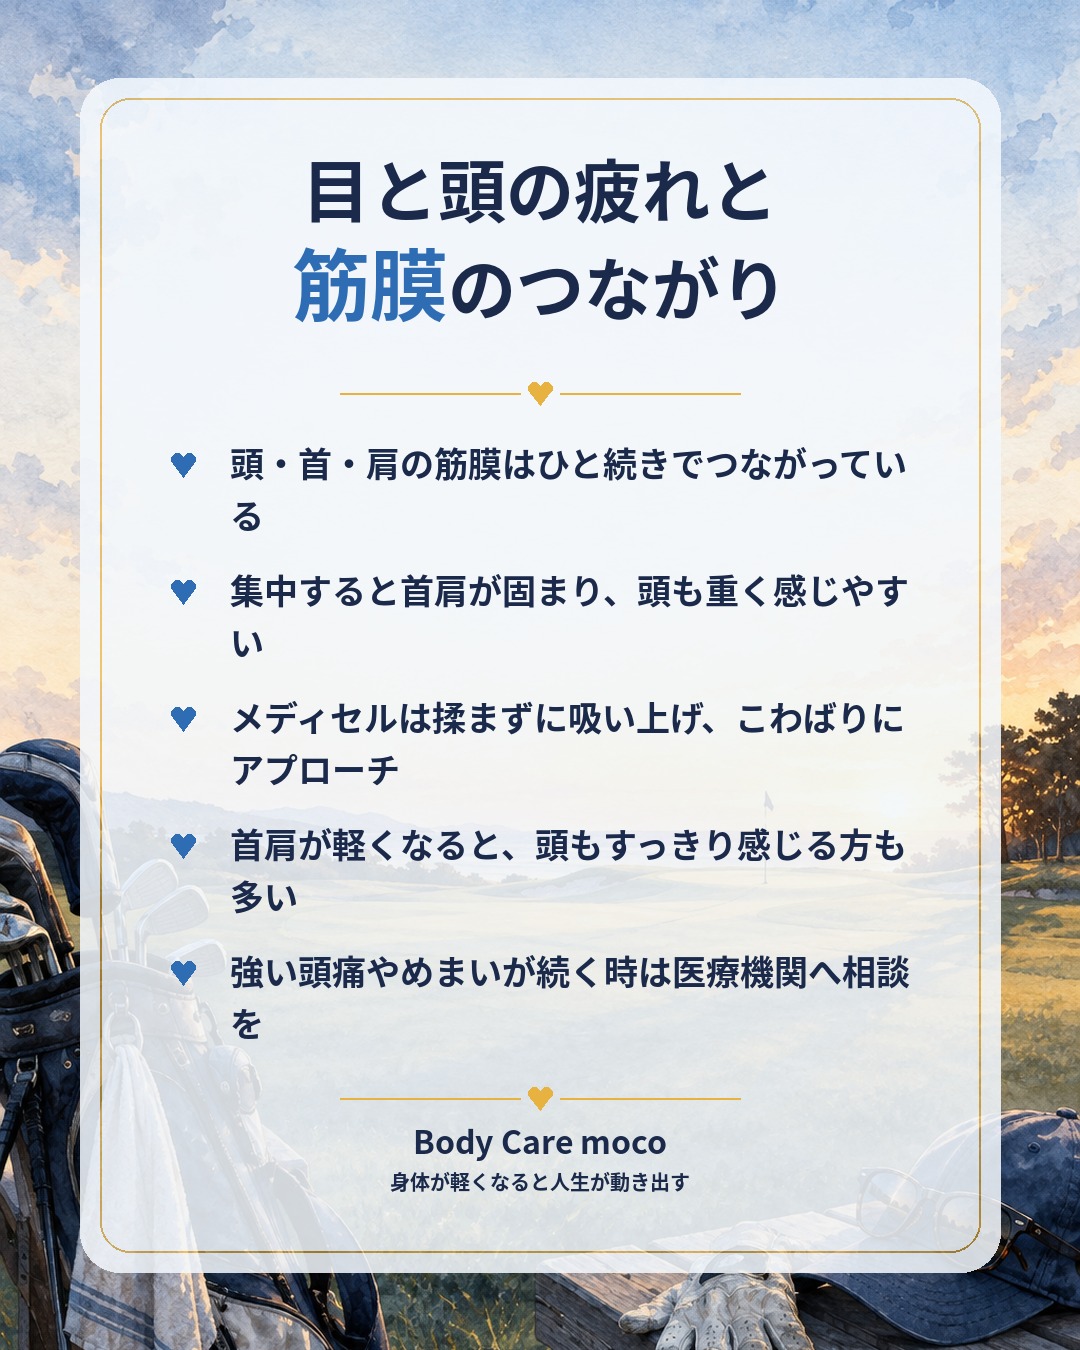 目と頭の疲れと
筋膜のつながり
頭・首・肩の筋膜はひと続きでつながってい
る
集中すると首肩が固まり、頭も重く感じやす
い
メディセルは揉まずに吸い上げ、こわばりに
アプローチ
首肩が軽くなると、頭もすっきり感じる方も
多い
強い頭痛やめまいが続く時は医療機関へ相談
を
Body Care moco
身体が軽くなると人生が動き出す